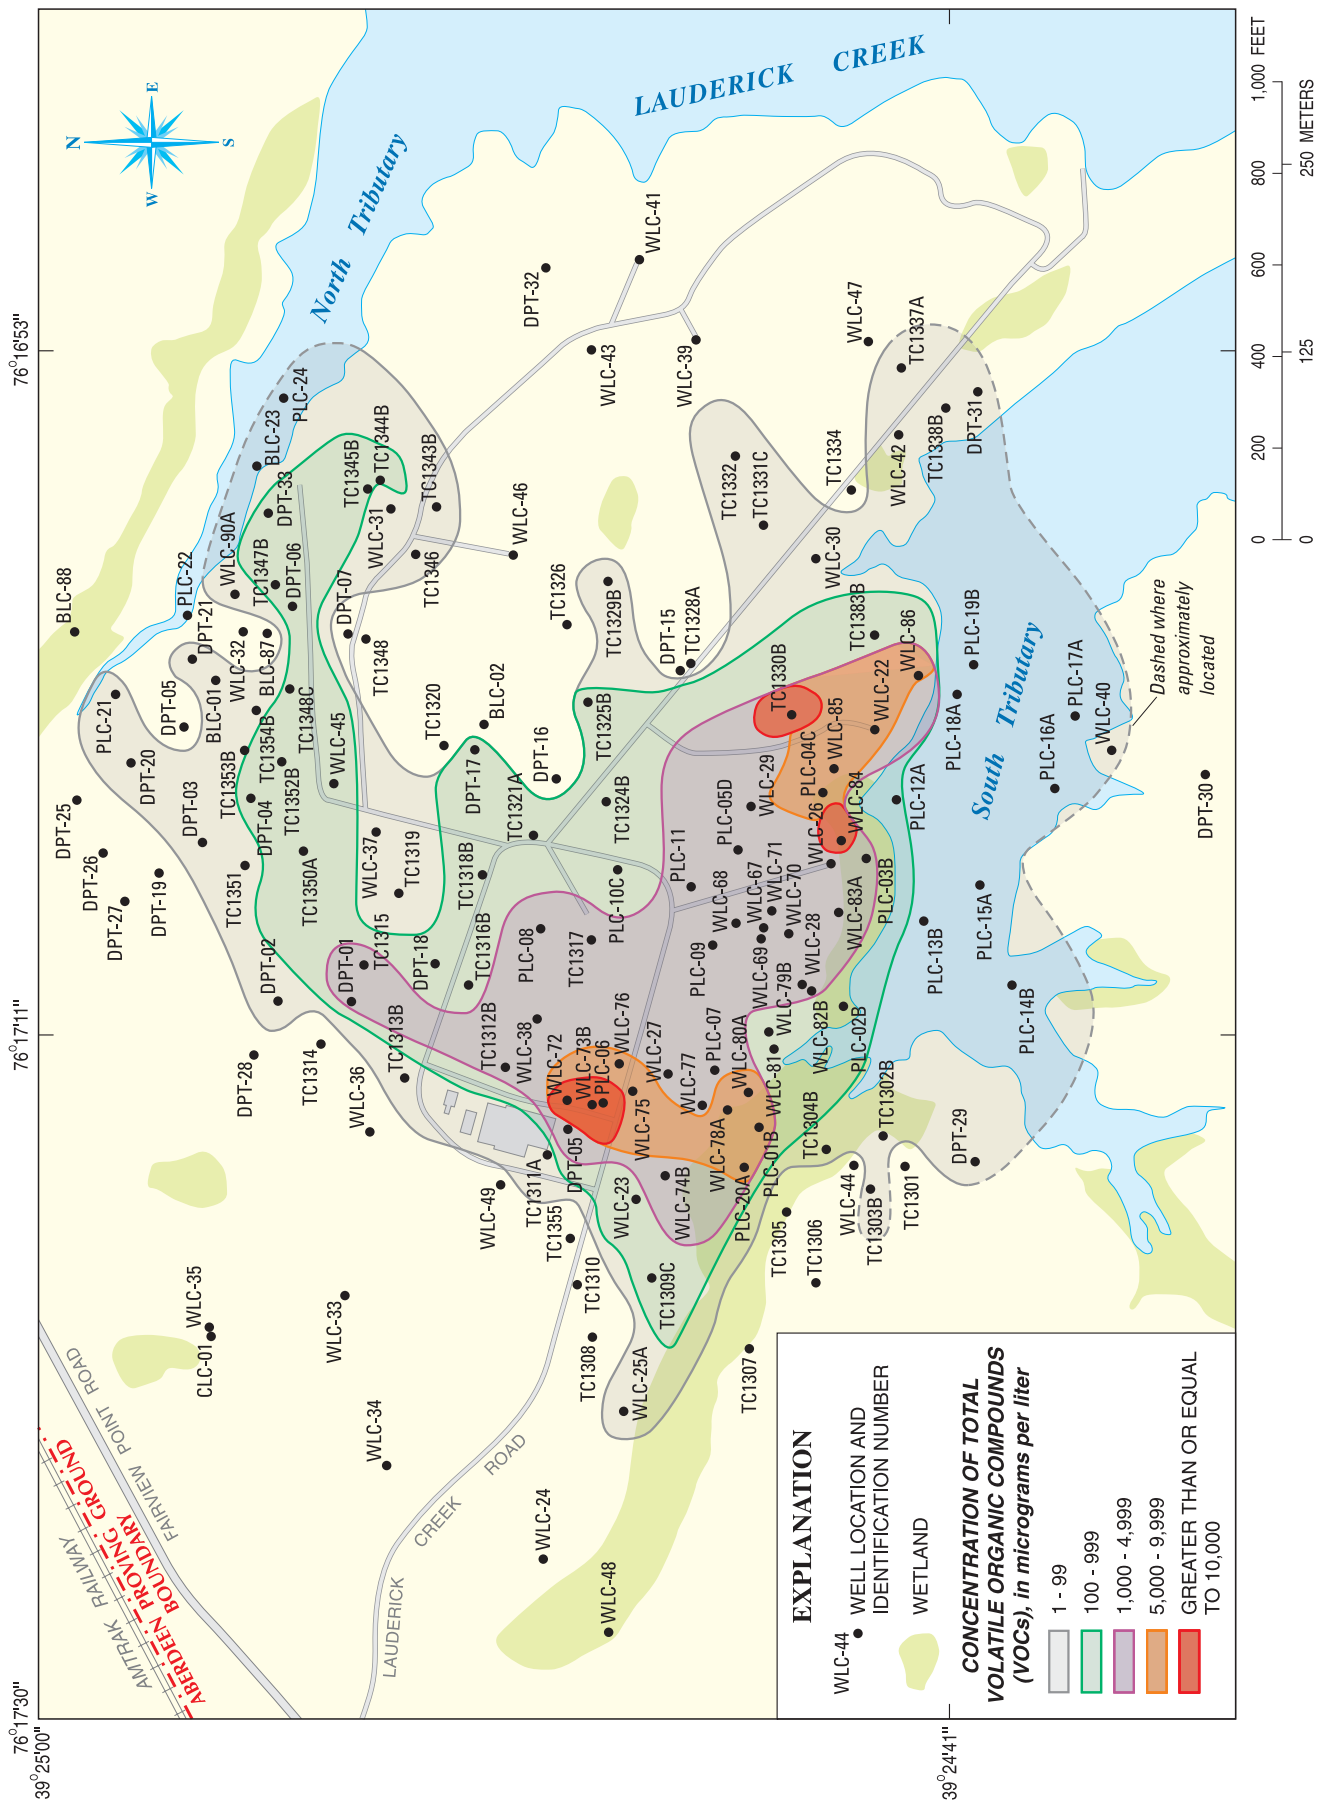 76°17'30"
39°25'00"
76°17'11"
76°16'53"
39°24'41"
AMTRAK RAILWAY
ABERDEEN PROVING GROUND
BOUNDARY
FAIRVIEW POINT ROAD
LAUDERICK CREEK ROAD
LAUDERICK CREEK
North Tributary
South Tributary
N
E
S
W
CLC-01
WLC-35
WLC-33
WLC-34
WLC-24
WLC-48
WLC-36
WLC-49
WLC-25A
TC1307
TC1308
TC1310
TC1355
TC1311A
TC1309C
TC1305
TC1306
WLC-44
TC1303B
TC1301
TC1302B
TC1304B
DPT-29
DPT-28
TC1314
TC1313B
DPT-25
DPT-26
DPT-27
DPT-19
DPT-20
PLC-21
DPT-05
DPT-03
DPT-21
PLC-22
BLC-88
BLC-01
WLC-32
BLC-87
WLC-90A
TC1347B
DPT-06
DPT-33
BLC-23
PLC-24
TC1345B
TC1344B
TC1343B
WLC-31
TC1346
WLC-46
DPT-07
TC1348
TC1353B
TC1354B
TC1348C
DPT-04
TC1352B
WLC-45
TC1351
TC1350A
DPT-02
DPT-01
TC1315
WLC-37
TC1319
TC1320
BLC-02
DPT-17
DPT-16
TC1321A
TC1318B
DPT-18
TC1316B
TC1325B
TC1324B
TC1326
TC1329B
DPT-15
TC1328A
PLC-08
TC1317
PLC-10C
PLC-11
TC1312B
WLC-38
WLC-72
WLC-73B
PLC-06
WLC-76
DPT-05
WLC-75
WLC-27
WLC-23
WLC-74B
WLC-77
PLC-07
WLC-78A
WLC-80A
PLC-20A
PLC-01B
WLC-81
WLC-79B
WLC-82B
PLC-02B
PLC-09
WLC-68
WLC-67
WLC-69
WLC-71
WLC-70
WLC-28
WLC-83A
PLC-03B
PLC-05D
WLC-29
WLC-26
WLC-84
PLC-04C
WLC-85
WLC-22
WLC-86
TC1330B
TC1383B
WLC-30
TC1332
TC1331C
TC1334
WLC-42
TC1338B
DPT-31
TC1337A
WLC-47
WLC-39
WLC-43
WLC-41
DPT-32
PLC-12A
PLC-13B
PLC-14B
PLC-15A
PLC-16A
PLC-17A
PLC-18A
PLC-19B
WLC-40
DPT-30
Dashed where
approximately
located
EXPLANATION
WLC-44
WELL LOCATION AND
IDENTIFICATION NUMBER
WETLAND
CONCENTRATION OF TOTAL
VOLATILE ORGANIC COMPOUNDS
(VOCs), in micrograms per liter
1 - 99
100 - 999
1,000 - 4,999
5,000 - 9,999
GREATER THAN OR EQUAL
TO 10,000
0 200 400 600 800 1,000 FEET
0 125 250 METERS